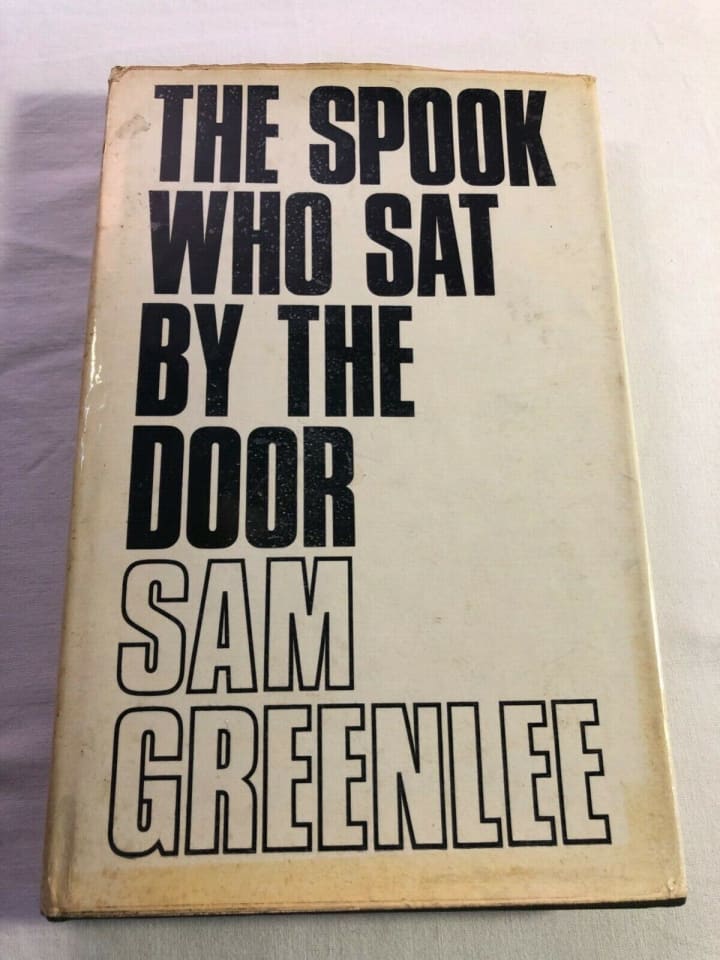 THE SPOOK
WHO SAT
BY THE
DOOR
SAM
GREENLEE